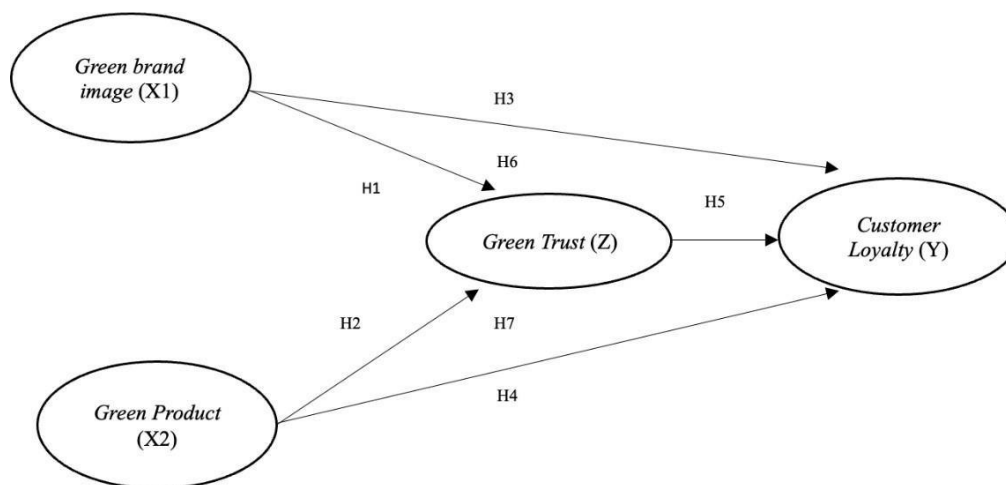 Green brand
image (X1)
H3
H6
H1
H5
Green Trust (Z)
Customer
Loyalty (Y)
H2
H7
H4
Green Product
(X2)